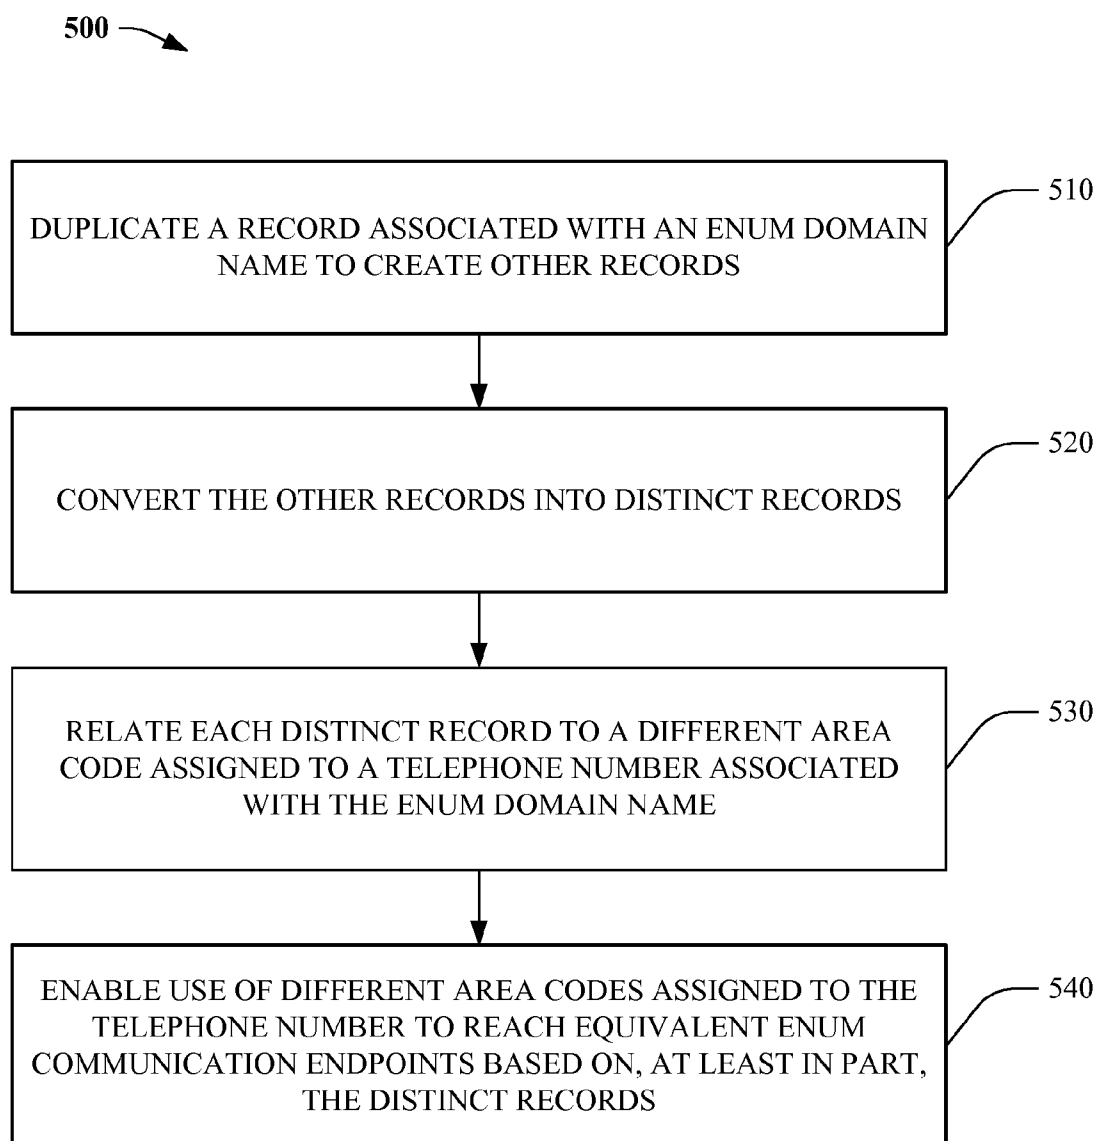 500
510
DUPLICATE A RECORD ASSOCIATED WITH AN ENUM DOMAIN
NAME TO CREATE OTHER RECORDS
520
CONVERT THE OTHER RECORDS INTO DISTINCT RECORDS
530
RELATE EACH DISTINCT RECORD TO A DIFFERENT AREA
CODE ASSIGNED TO A TELEPHONE NUMBER ASSOCIATED
WITH THE ENUM DOMAIN NAME
540
ENABLE USE OF DIFFERENT AREA CODES ASSIGNED TO THE
TELEPHONE NUMBER TO REACH EQUIVALENT ENUM
COMMUNICATION ENDPOINTS BASED ON, AT LEAST IN PART,
THE DISTINCT RECORDS